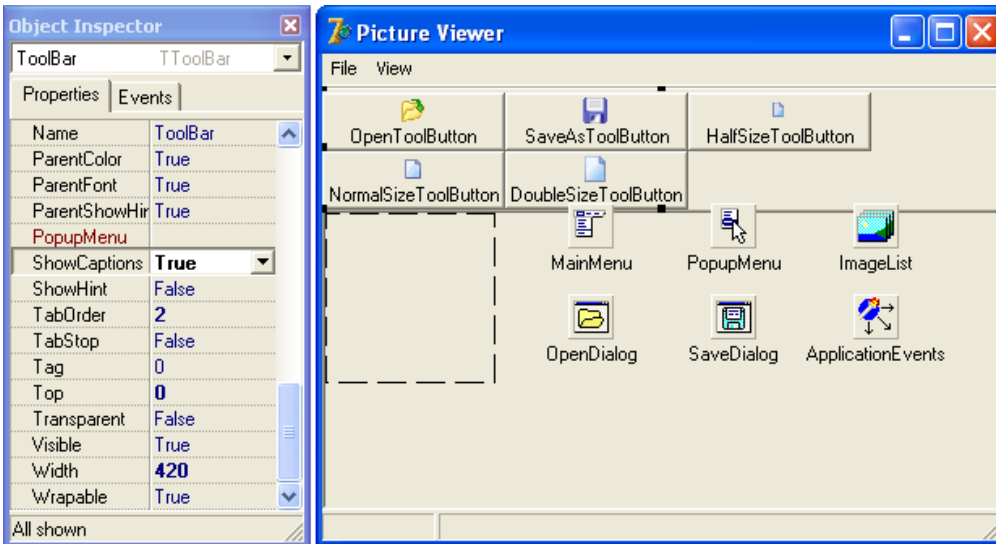 Object Inspector
ToolBar TToolBar
Properties Events
Name ToolBar
ParentColor True
ParentFont True
ParentShowHir True
PopupMenu
ShowCaptions True
ShowHint False
TabOrder 2
TabStop False
Tag 0
Top 0
Transparent False
Visible True
Width 420
Wrapable True
All shown
Picture Viewer
File View
OpenToolButton SaveAsToolButton HalfSizeToolButton
NormalSizeToolButton DoubleSizeToolButton
MainMenu PopupMenu ImageList
OpenDialog SaveDialog ApplicationEvents